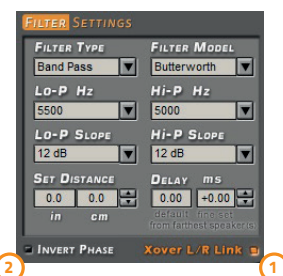 FILTER SETTINGS
FILTER TYPE FILTER MODEL
Band Pass Butterworth
LO-P HZ HI-P HZ
5500 5000
LO-P SLOPE HI-P SLOPE
12 dB 12 dB
SET DISTANCE DELAY ms
0.0 0.0 0.00 +0.00
in cm default fine set
from farthest speaker is
INVERT PHASE Xover L/R Link
2 1